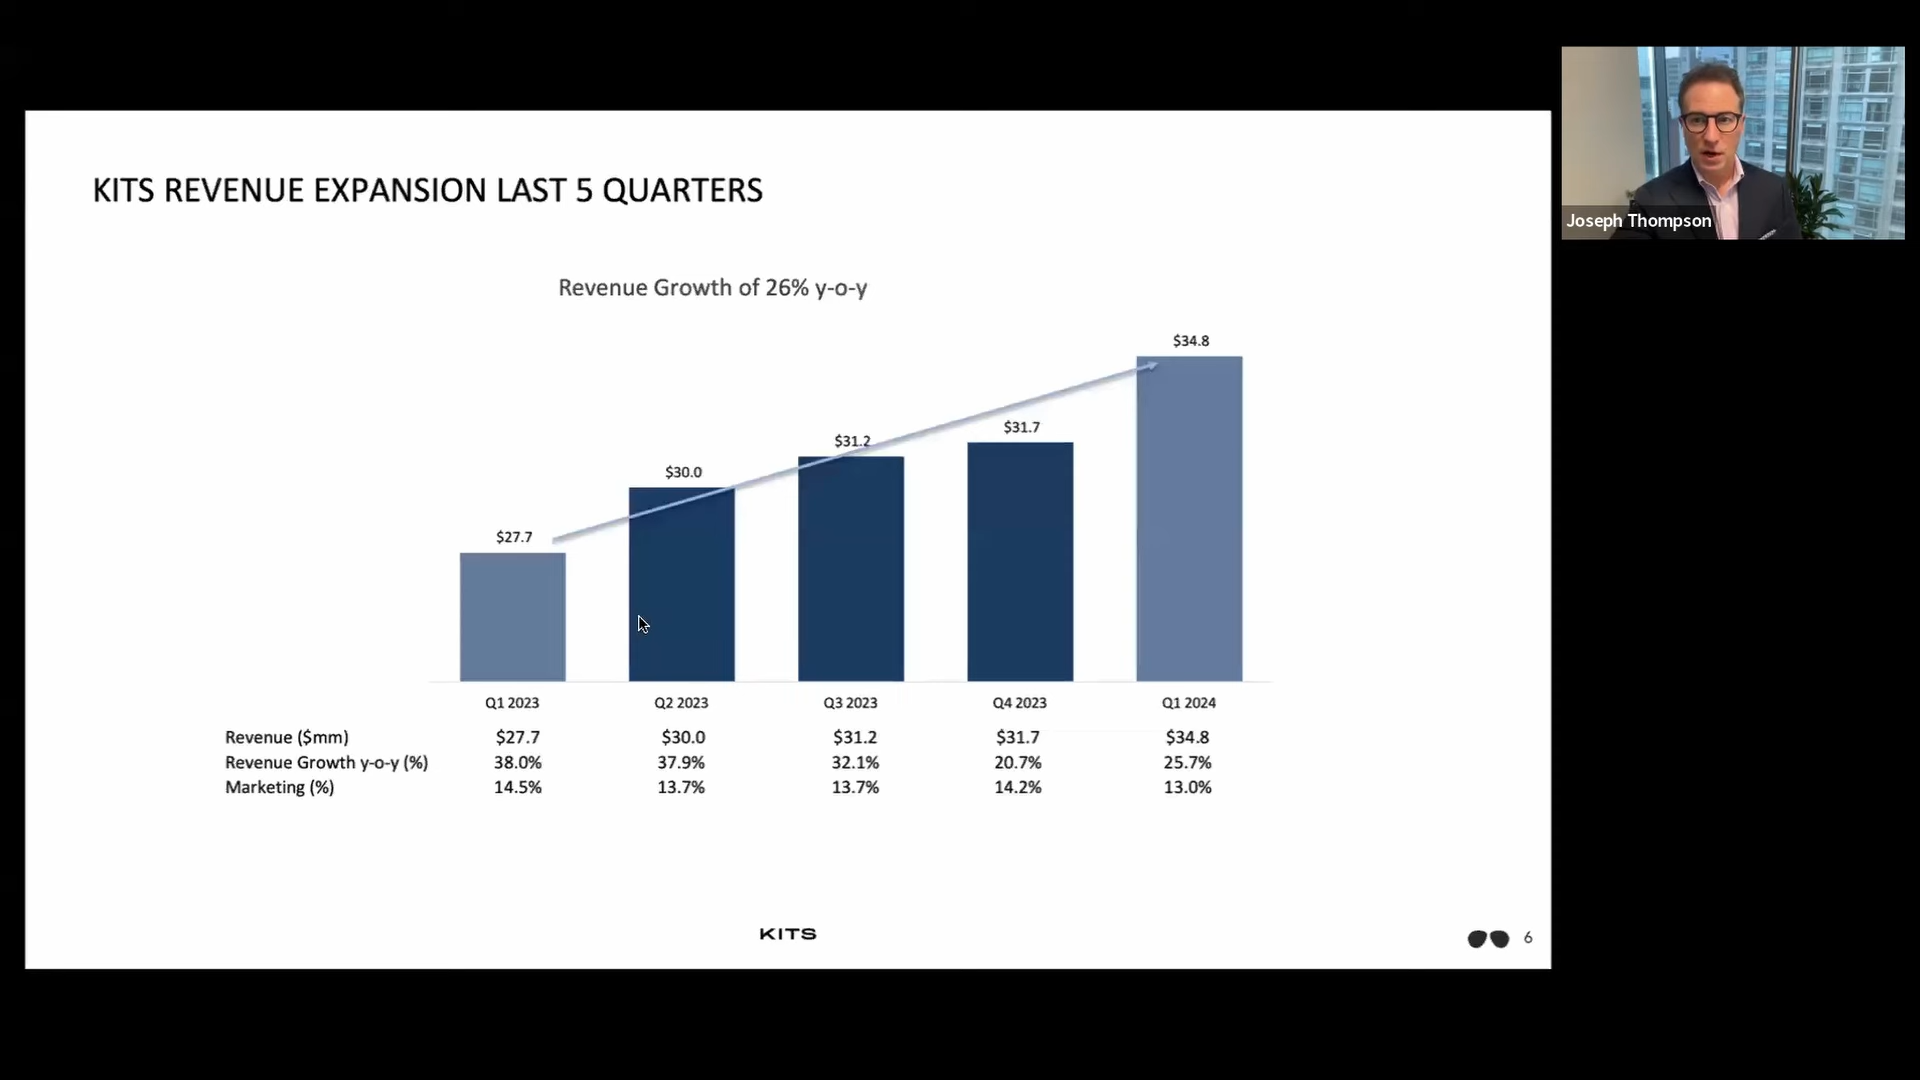 KITS REVENUE EXPANSION LAST 5 QUARTERS
Joseph Thompson
Revenue Growth of 26% y-o-y
$27.7
$30.0
$31.2
$31.7
$34.8
Q1 2023 Q2 2023 Q3 2023 Q4 2023 Q1 2024
Revenue ($mm) $27.7 $30.0 $31.2 $31.7 $34.8
Revenue Growth y-o-y (%) 38.0% 37.9% 32.1% 20.7% 25.7%
Marketing (%) 14.5% 13.7% 13.7% 14.2% 13.0%
KITS
6